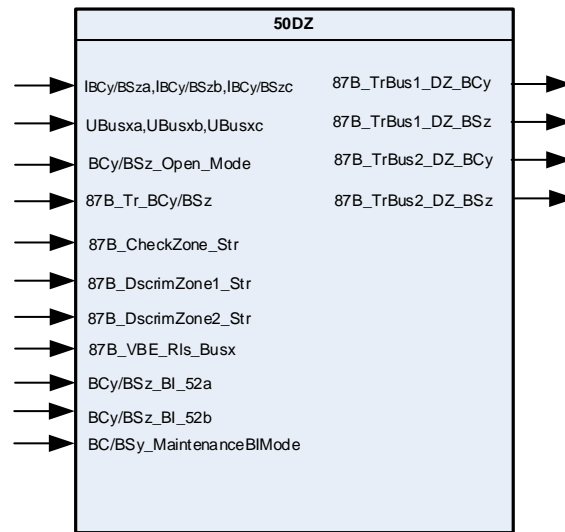 50DZ
IBCy/BSza,IBCy/BSzb,IBCy/BSzc
87B_TrBus1_DZ_BCy
UBusxa,UBusxb,UBusxc
87B_TrBus1_DZ_BSz
BCy/BSz_Open_Mode
87B_TrBus2_DZ_BCy
87B_Tr_BCy/BSz
87B_TrBus2_DZ_BSz
87B_CheckZone_Str
87B_DscrimZone1_Str
87B_DscrimZone2_Str
87B_VBE_Rls_Busx
BCy/BSz_BI_52a
BCy/BSz_BI_52b
BC/BSy_MaintenanceBIMode